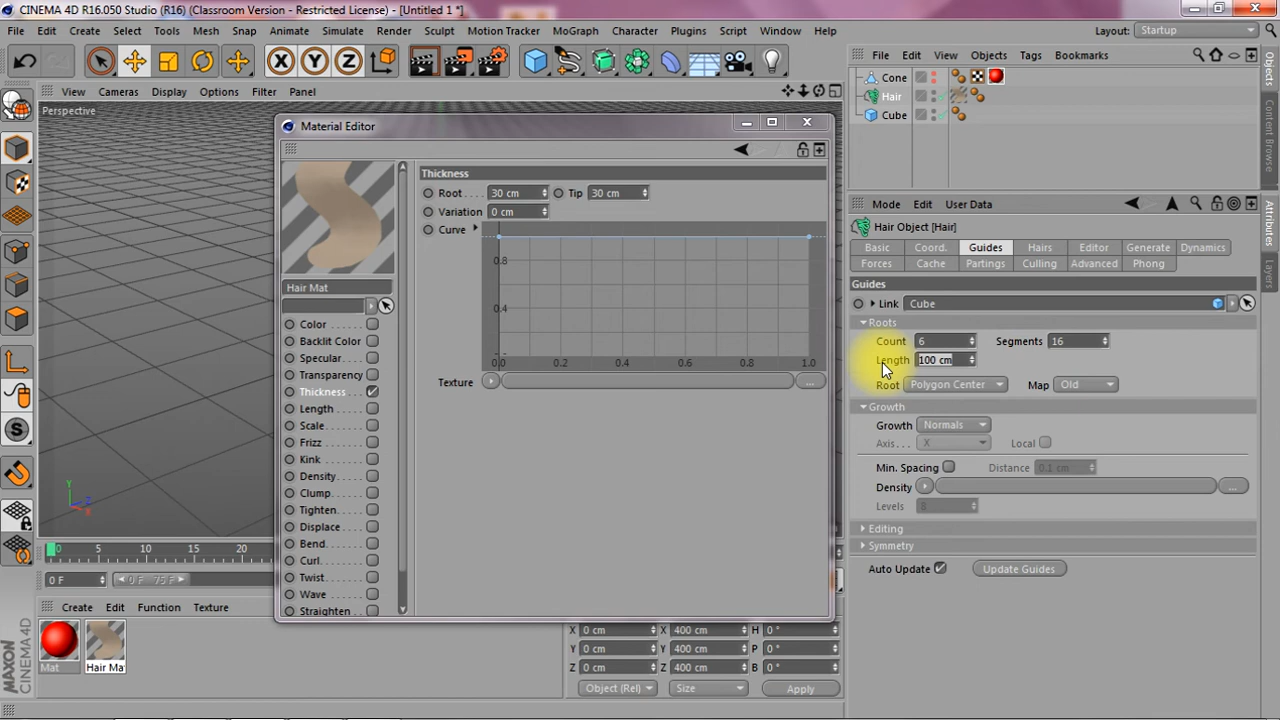 CINEMA 4D R16.050 Studio (R16) (Classroom Version - Restricted License) - [Untitled 1 *]
File Edit Create Select Tools Mesh Snap Animate Simulate Render Sculpt Motion Tracker MoGraph Character Plugins Script Window Help Layout: Startup
X Y Z
File Edit View Objects Tags Bookmarks
Cone
Hair
Cube
Objects
Content Browser
Attributes
Layers
View Cameras Display Options Filter Panel
Perspective
Material Editor
Thickness
Root 30 cm Tip 30 cm
Variation 0 cm
Curve
0.8
0.4
0.0 0.2 0.4 0.6 0.8 1.0
Texture ...
Hair Mat
Color
Backlit Color
Specular
Transparency
Thickness
Length
Scale
Frizz
Kink
Density
Clump
Tighten
Displace
Bend
Curl
Twist
Wave
Straighten
Mode Edit User Data
Hair Object [Hair]
Basic Coord. Guides Hairs Editor Generate Dynamics
Forces Cache Partings Culling Advanced Phong
Guides
Link Cube
Roots
Count 6 Segments 16
Length 100 cm
Root Polygon Center Map Old
Growth
Growth Normals
Axis... X Local
Min. Spacing Distance 0.1 cm
Density ...
Levels 8
Editing
Symmetry
Auto Update Update Guides
Y Z X
0 5 10 15 20
0 F 0 F 75 F
Create Edit Function Texture
Mat Hair Ma
MAXON CINEMA 4D
X 0 cm X 400 cm H 0 °
Y 0 cm Y 400 cm P 0 °
Z 0 cm Z 400 cm B 0 °
Object (Rel) Size Apply